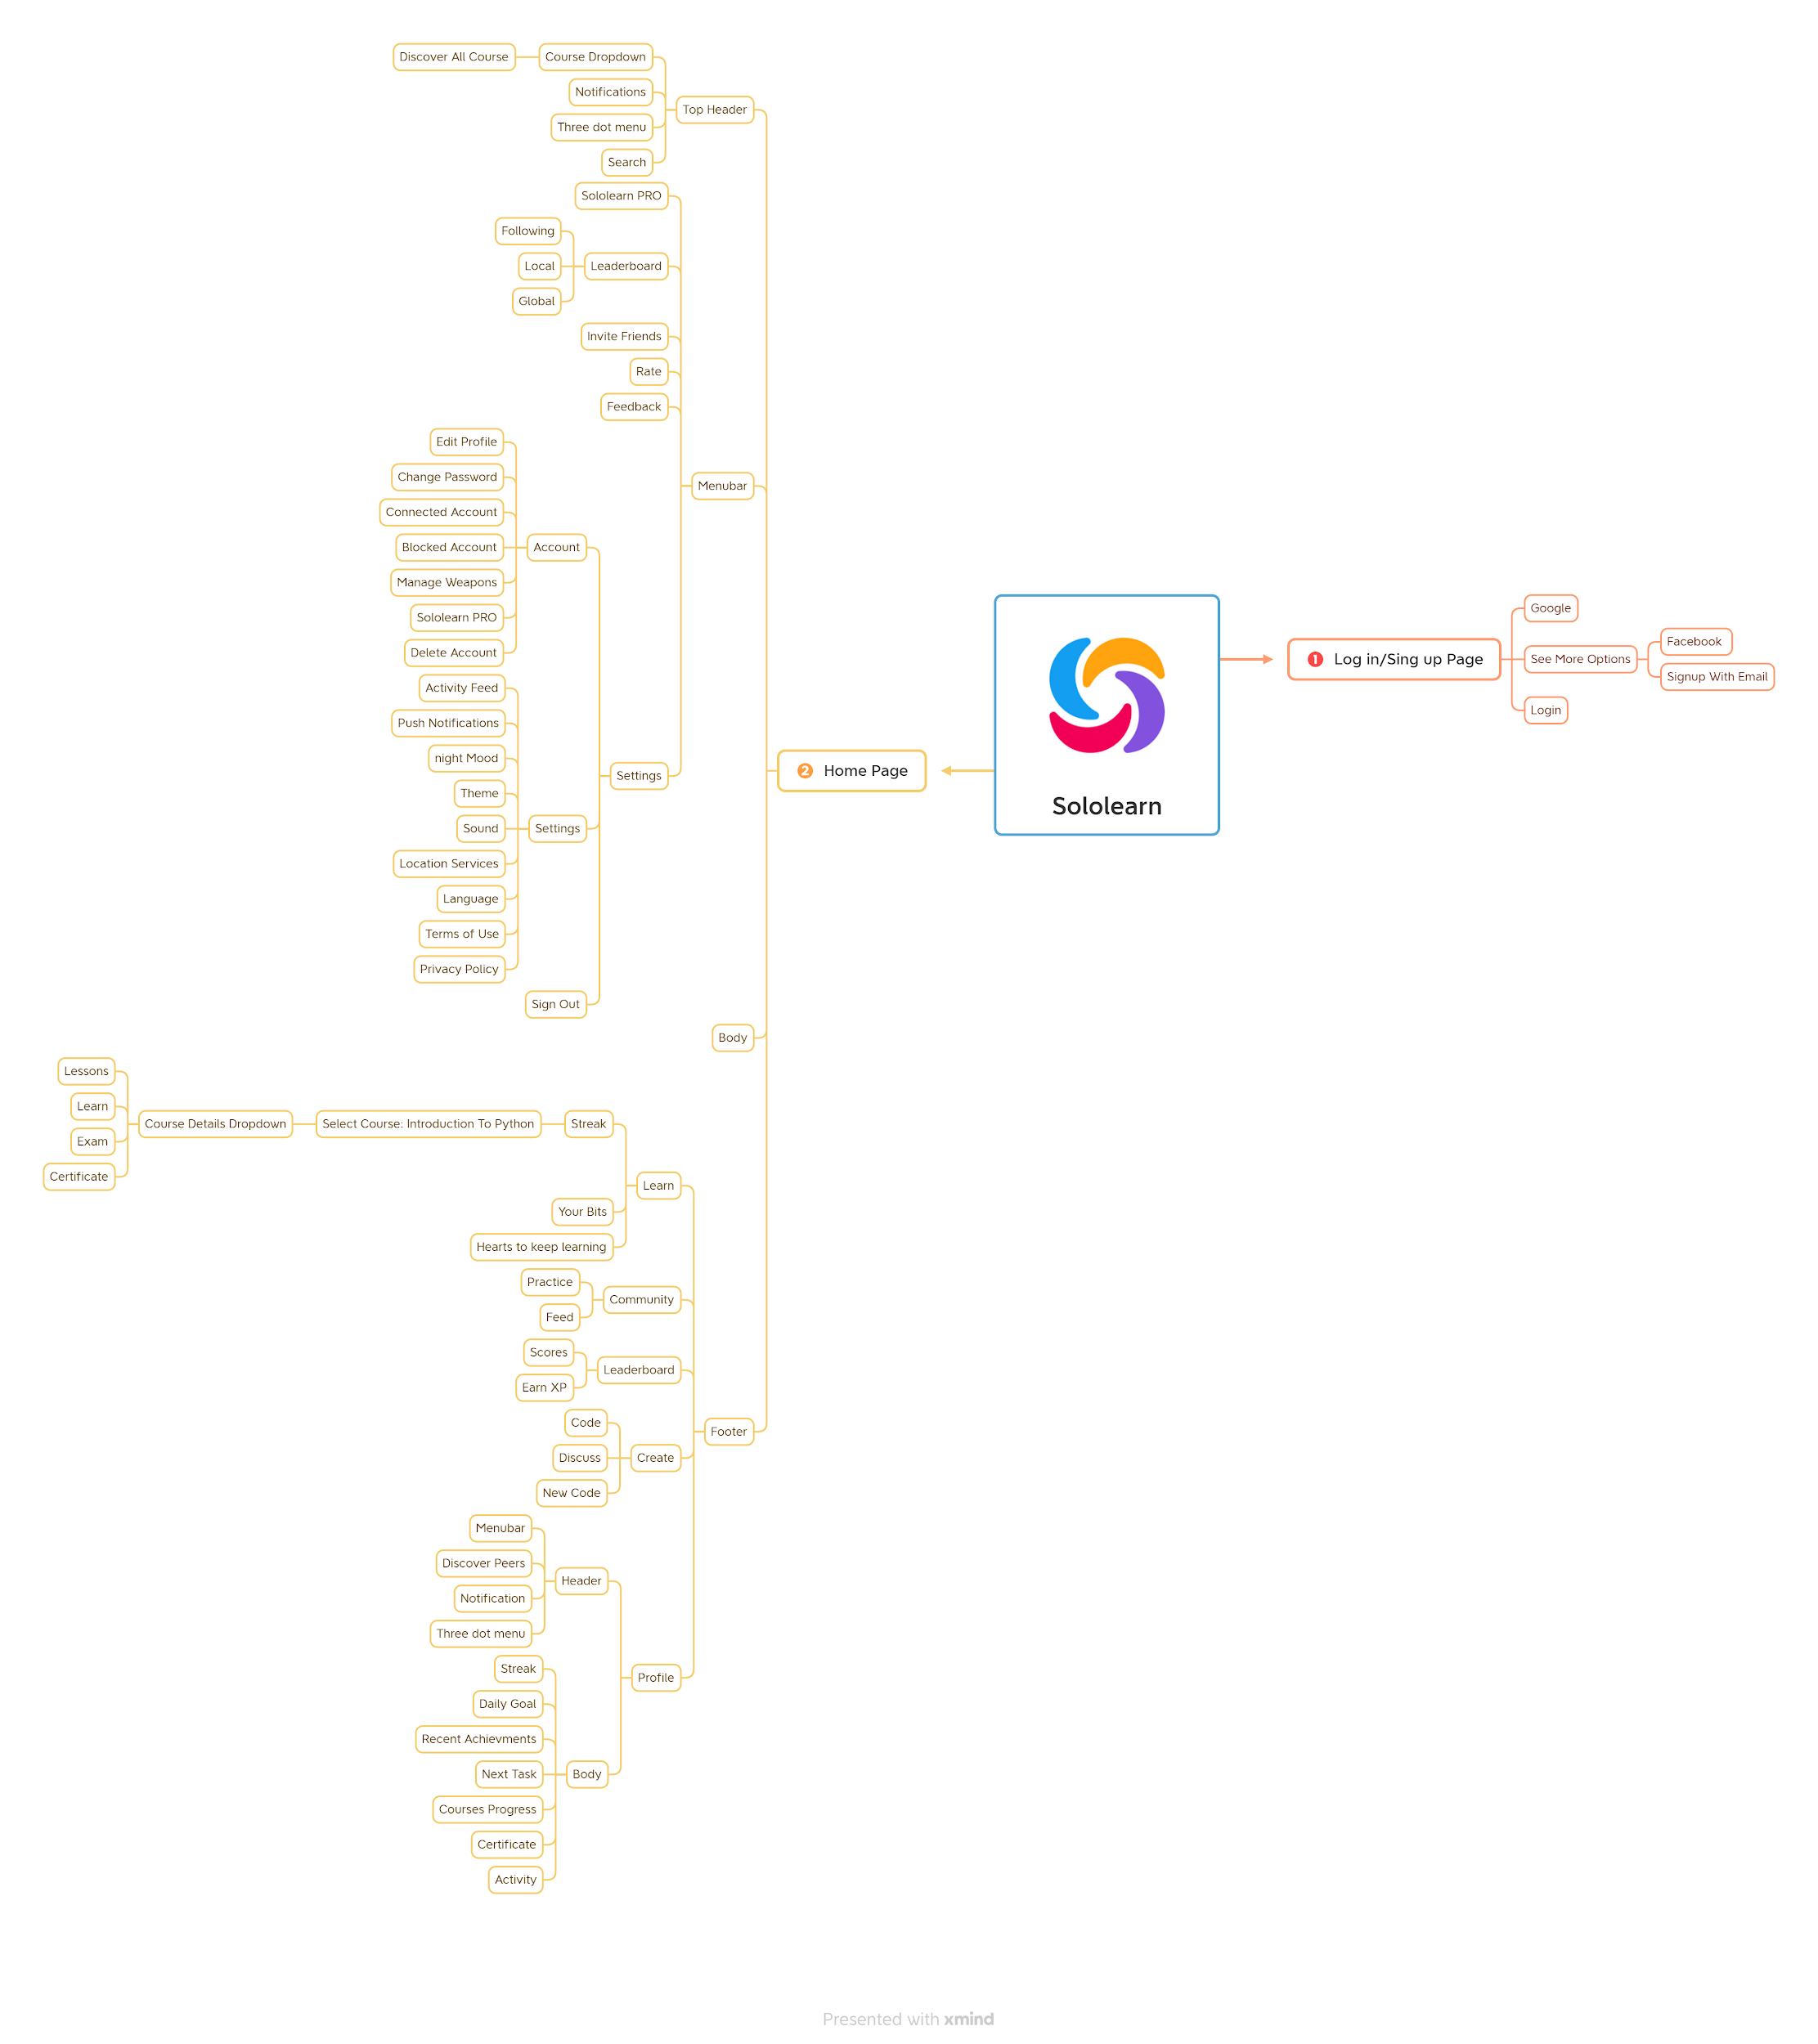 Discover All Course
Course Dropdown
Notifications
Three dot menu
Search
Top Header
Sololearn PRO
Following
Local
Global
Leaderboard
Invite Friends
Rate
Feedback
Menubar
Edit Profile
Change Password
Connected Account
Blocked Account
Manage Weapons
Sololearn PRO
Delete Account
Account
Activity Feed
Push Notifications
night Mood
Theme
Sound
Location Services
Language
Terms of Use
Privacy Policy
Settings
Settings
Sign Out
Body
Lessons
Learn
Exam
Certificate
Course Details Dropdown
Select Course: Introduction To Python
Streak
Your Bits
Hearts to keep learning
Learn
Practice
Feed
Community
Scores
Earn XP
Leaderboard
Code
Discuss
New Code
Create
Footer
Menubar
Discover Peers
Notification
Three dot menu
Header
Profile
Streak
Daily Goal
Recent Achievments
Next Task
Courses Progress
Certificate
Activity
Body
2 Home Page
Sololearn
1 Log in/Sing up Page
Google
See More Options
Facebook
Signup With Email
Login
Presented with xmind